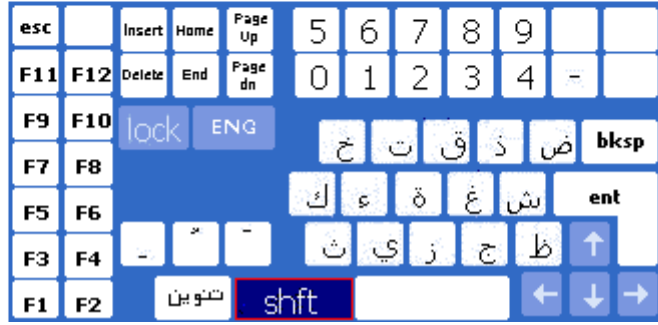 esc Insert Home Page Up 5 6 7 8 9
F11 F12 Delete End Page dn 0 1 2 3 4 -
F9 F10 lock ENG
خ ت ق ذ ض bksp
F7 F8
ك ء ة غ ش ent
F5 F6
F3 F4 ث ي ز ج ظ ↑
F1 F2 تنوين shft ← ↓ →